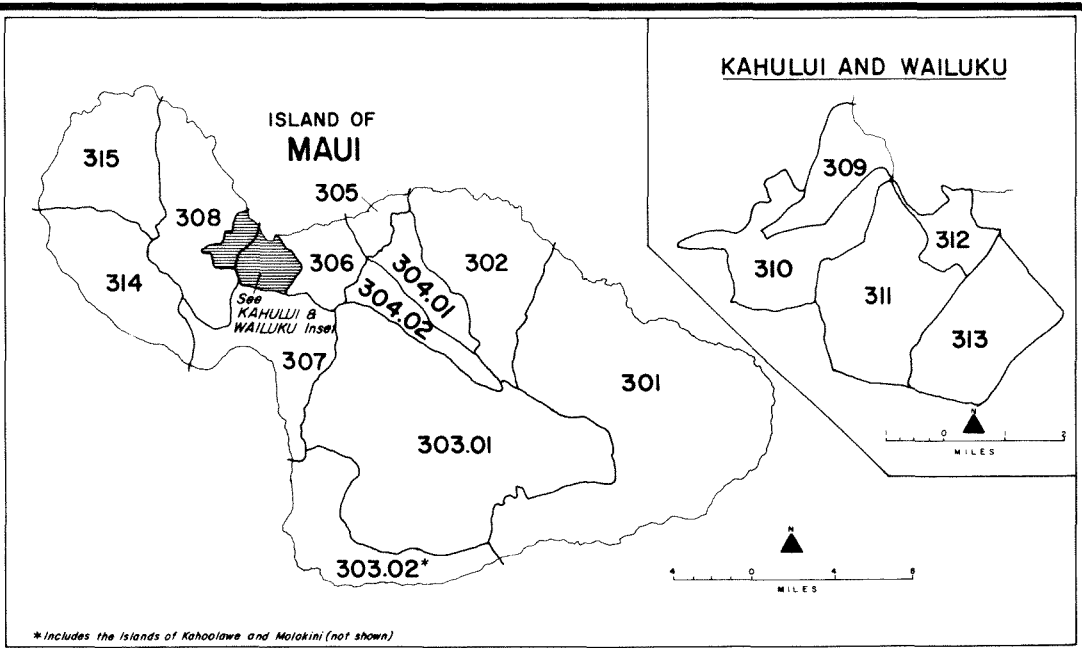 KAHULUI AND WAILUKU
ISLAND OF
MAUI
315
305
309
308
302
312
306
304.01
310
314
See
KAHULUI &
WAILUKU Inset
304.02
311
307
313
301
N
1 0 1 2
MILES
303.01
N
303.02*
4 0 4 8
MILES
* Includes the Islands of Kahoolawe and Molokini (not shown)